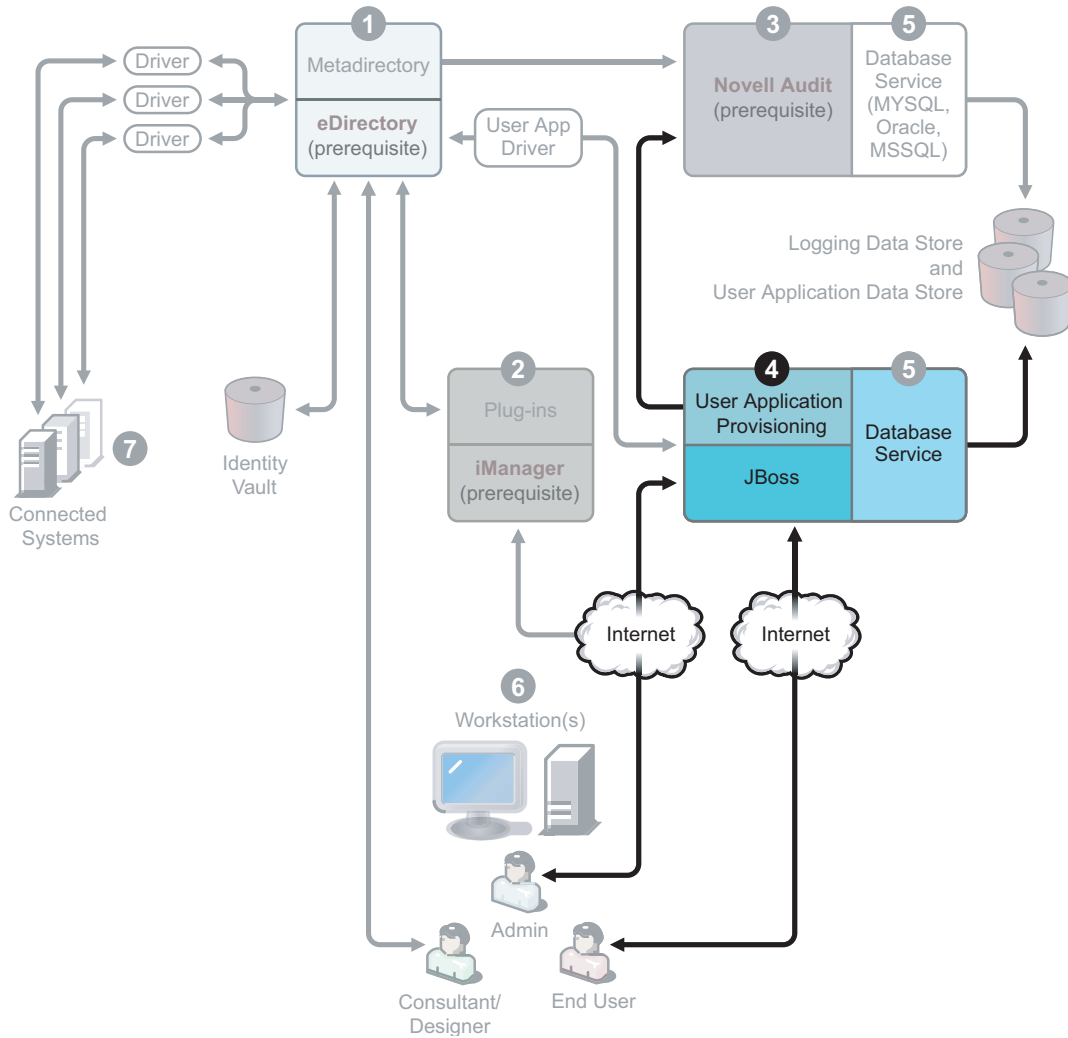 1
3
5
Driver
Driver
Driver
Metadirectory
eDirectory
(prerequisite)
User App
Driver
Novell Audit
(prerequisite)
Database
Service
(MYSQL,
Oracle,
MSSQL)
Logging Data Store
and
User Application Data Store
2
4
5
Plug-ins
iManager
(prerequisite)
User Application
Provisioning
JBoss
Database
Service
7
Connected
Systems
Identity
Vault
Internet
Internet
6
Workstation(s)
Admin
Consultant/
Designer
End User